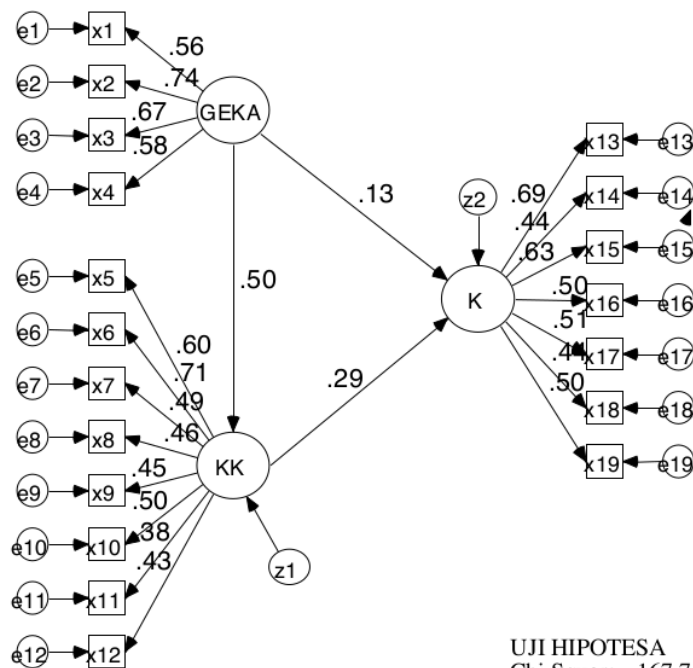 e1 x1
.56
e2 x2 .74
GEKA
e3 x3 .67
.58
e4 x4
e13 x13
.13
z2
.69
e14 x14
.44
e15 x15
.63
e5 x5
.50
K
.50
e16 x16
.51
e6 x6
.60
e17 x17
.44
.71
e7 x7
.29
.50
.49
e18 x18
e8 x8
.46
e19 x19
KK
.45
e9 x9
.50
e10 x10
.38
.43
z1
e11 x11
e12 x12
UJI HIPOTESA